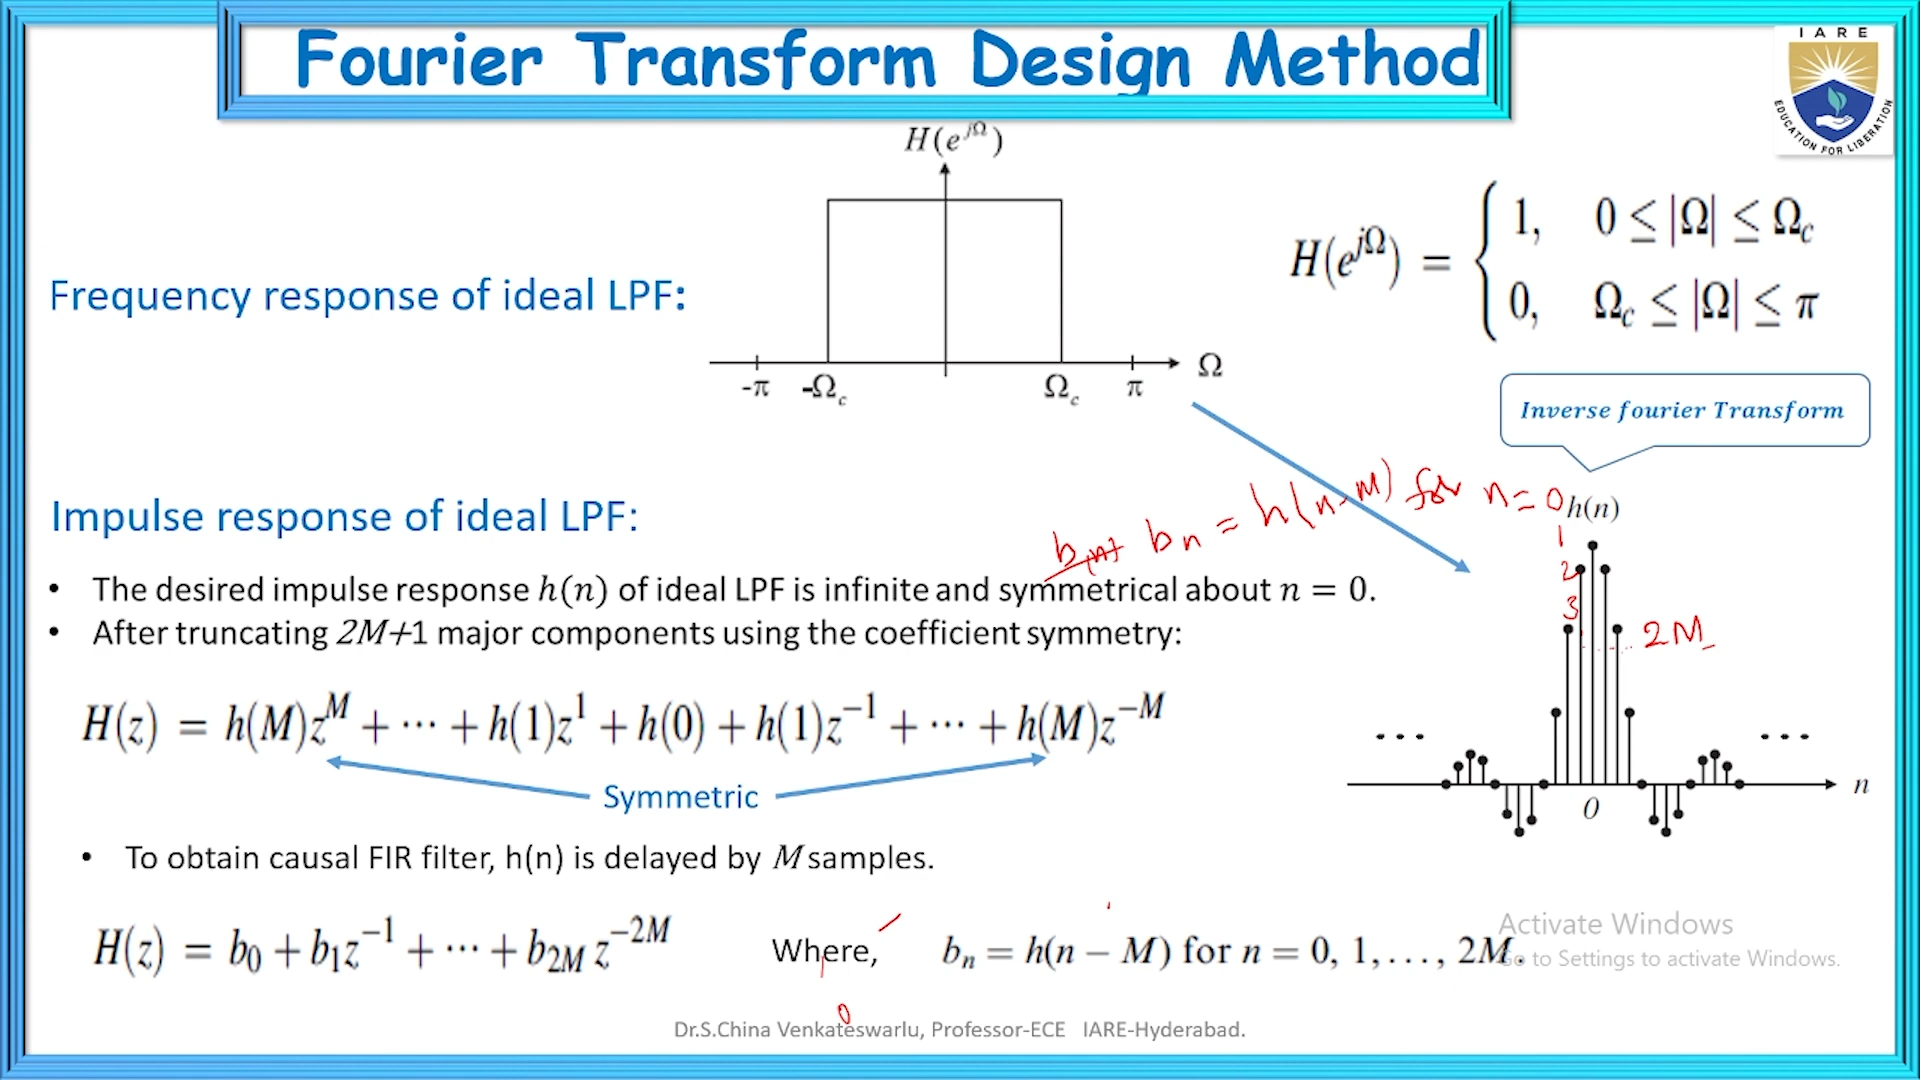 Fourier Transform Design Method
I A R E
EDUCATION FOR LIBERATION
H(e^{jΩ})
H(e^{jΩ}) = { 1, 0 ≤ |Ω| ≤ Ω_c
0, Ω_c ≤ |Ω| ≤ π
Frequency response of ideal LPF:
-π -Ω_c Ω_c π Ω
Inverse fourier Transform
b_n = h(n-M) for n=0
1
2
3
2M
h(n)
Impulse response of ideal LPF:
• The desired impulse response h(n) of ideal LPF is infinite and symmetrical about n = 0.
• After truncating 2M+1 major components using the coefficient symmetry:
H(z) = h(M)z^M + ··· + h(1)z^1 + h(0) + h(1)z^{-1} + ··· + h(M)z^{-M}
Symmetric
... ...
0 n
• To obtain causal FIR filter, h(n) is delayed by M samples.
H(z) = b_0 + b_1z^{-1} + ··· + b_{2M} z^{-2M} Where, b_n = h(n − M) for n = 0, 1,..., 2M.
Activate Windows
Go to Settings to activate Windows.
0
Dr.S.China Venkateswarlu, Professor-ECE IARE-Hyderabad.